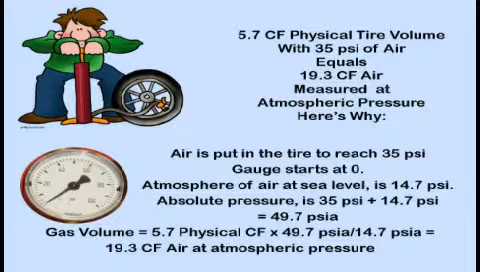 5.7 CF Physical Tire Volume
With 35 psi of Air
Equals
19.3 CF Air
Measured at
Atmospheric Pressure
Here's Why:
Air is put in the tire to reach 35 psi
Gauge starts at 0.
Atmosphere of air at sea level, is 14.7 psi.
Absolute pressure, is 35 psi + 14.7 psi
= 49.7 psia
Gas Volume = 5.7 Physical CF x 49.7 psia/14.7 psia =
19.3 CF Air at atmospheric pressure